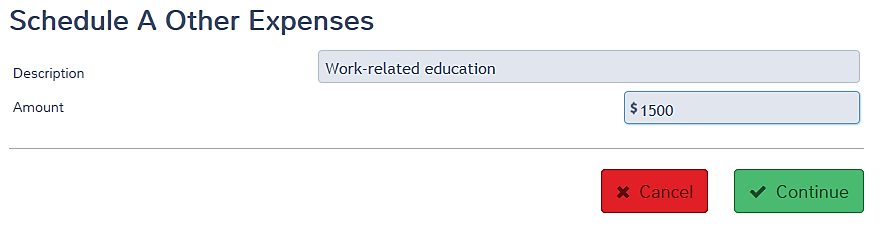 Schedule A Other Expenses
Description Work-related education
Amount $ 1500
Cancel Continue